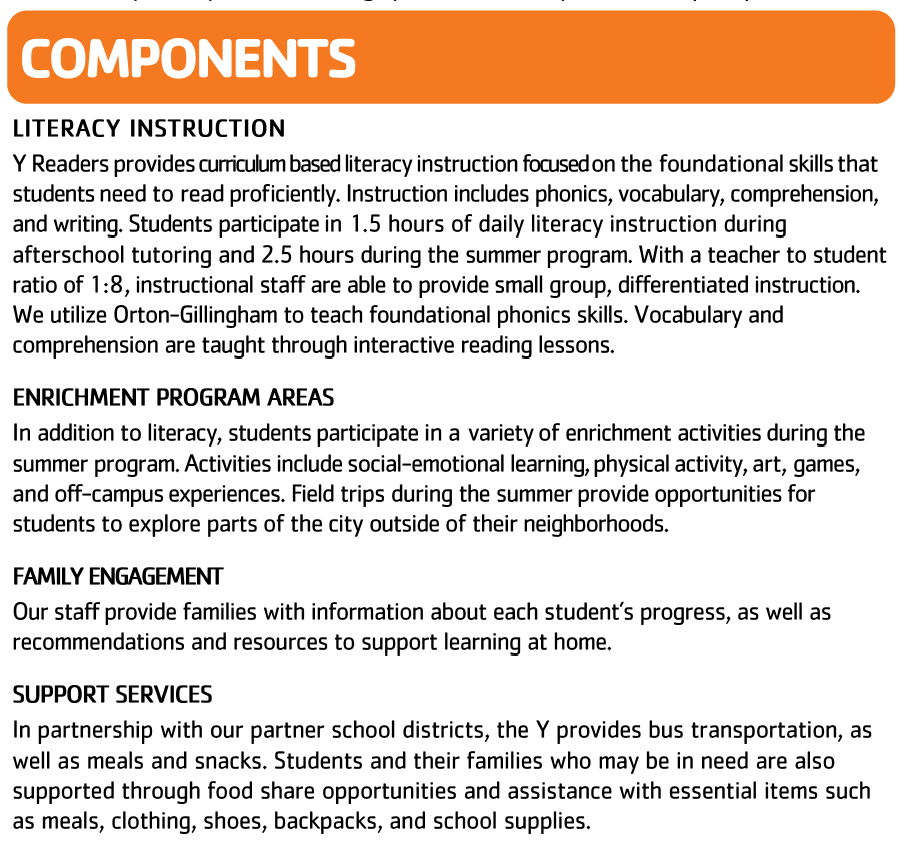 COMPONENTS
LITERACY INSTRUCTION
Y Readers provides curriculum based literacy instruction focused on the foundational skills that
students need to read proficiently. Instruction includes phonics, vocabulary, comprehension,
and writing. Students participate in 1.5 hours of daily literacy instruction during
afterschool tutoring and 2.5 hours during the summer program. With a teacher to student
ratio of 1:8, instructional staff are able to provide small group, differentiated instruction.
We utilize Orton-Gillingham to teach foundational phonics skills. Vocabulary and
comprehension are taught through interactive reading lessons.
ENRICHMENT PROGRAM AREAS
In addition to literacy, students participate in a variety of enrichment activities during the
summer program. Activities include social-emotional learning, physical activity, art, games,
and off-campus experiences. Field trips during the summer provide opportunities for
students to explore parts of the city outside of their neighborhoods.
FAMILY ENGAGEMENT
Our staff provide families with information about each student's progress, as well as
recommendations and resources to support learning at home.
SUPPORT SERVICES
In partnership with our partner school districts, the Y provides bus transportation, as
well as meals and snacks. Students and their families who may be in need are also
supported through food share opportunities and assistance with essential items such
as meals, clothing, shoes, backpacks, and school supplies.